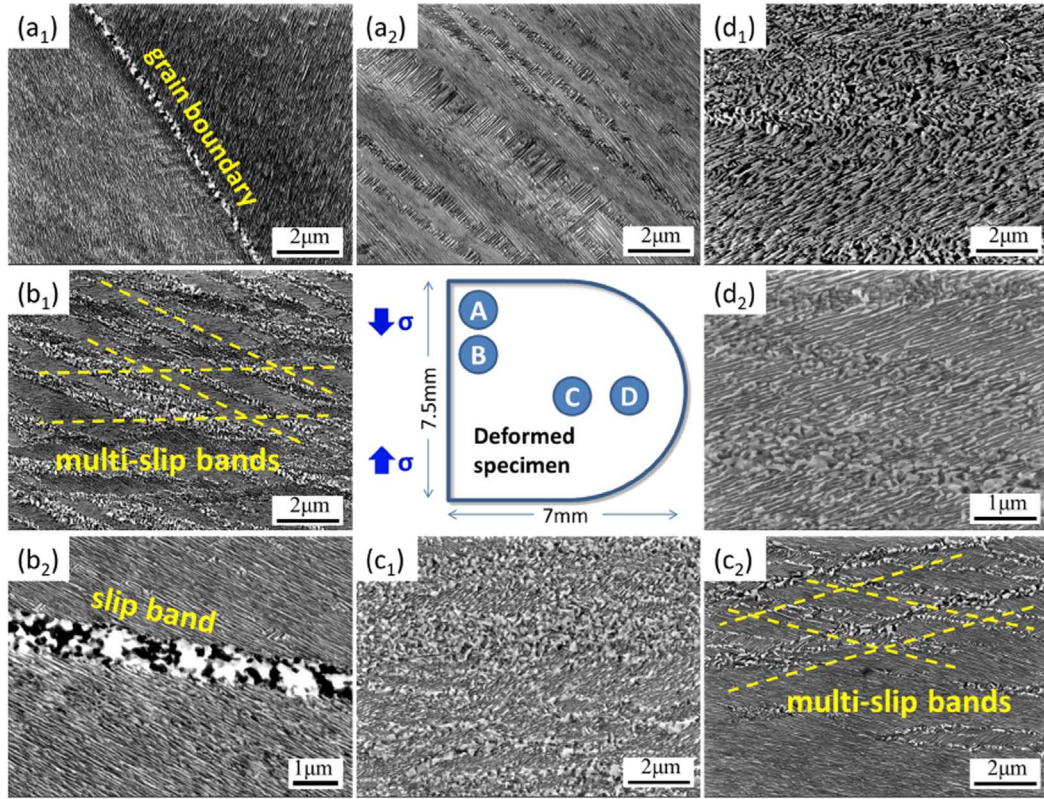 (a₁)
grain boundary
2μm
(a₂)
2μm
(d₁)
2μm
(b₁)
multi-slip bands
2μm
σ
σ
7.5mm
A
B
C
D
Deformed
specimen
7mm
(d₂)
1μm
(b₂)
slip band
1μm
(c₁)
2μm
(c₂)
multi-slip bands
2μm